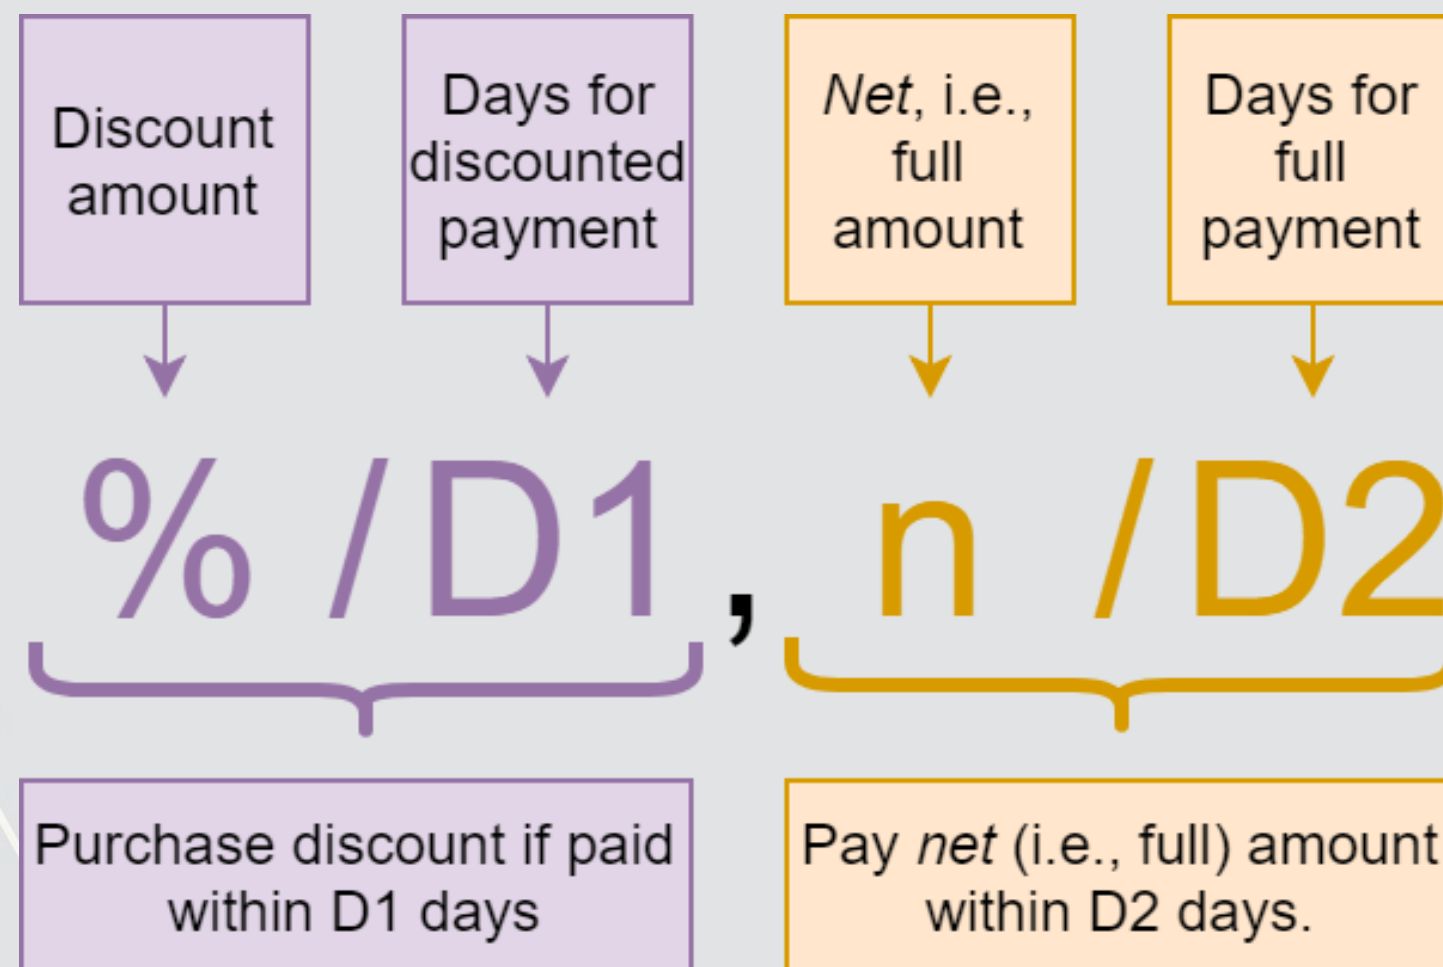 Discount
amount
Days for
discounted
payment
Net, i.e.,
full
amount
Days for
full
payment
% / D1 , n / D2
Purchase discount if paid
within D1 days
Pay net (i.e., full) amount
within D2 days.